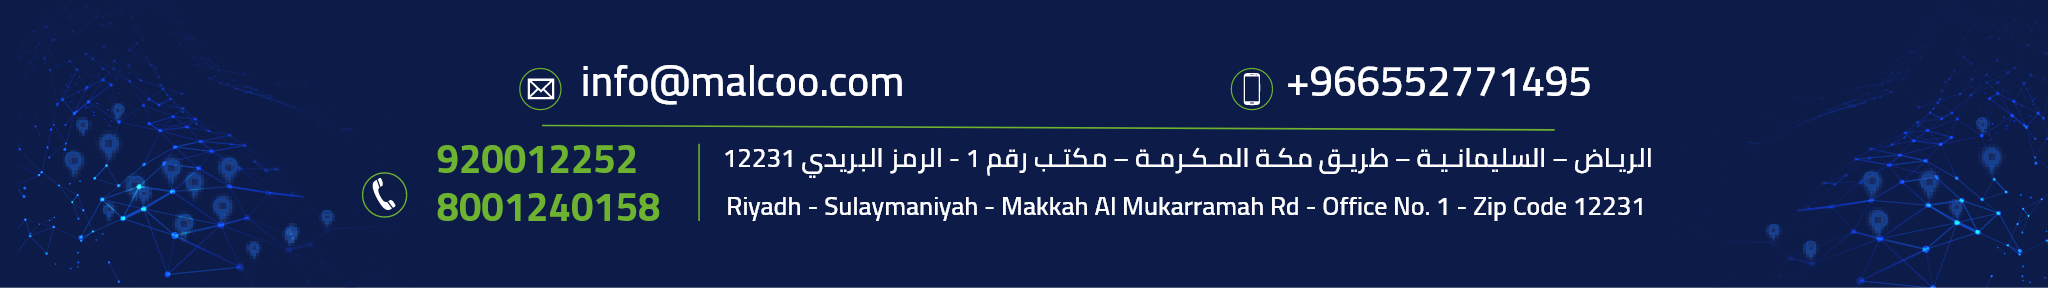 info@malcoo.com
+966552771495
920012252
8001240158
الرياض – السليمانية – طريق مكة المكرمة – مكتب رقم 1 - الرمز البريدي 12231
Riyadh - Sulaymaniyah - Makkah Al Mukarramah Rd - Office No. 1 - Zip Code 12231